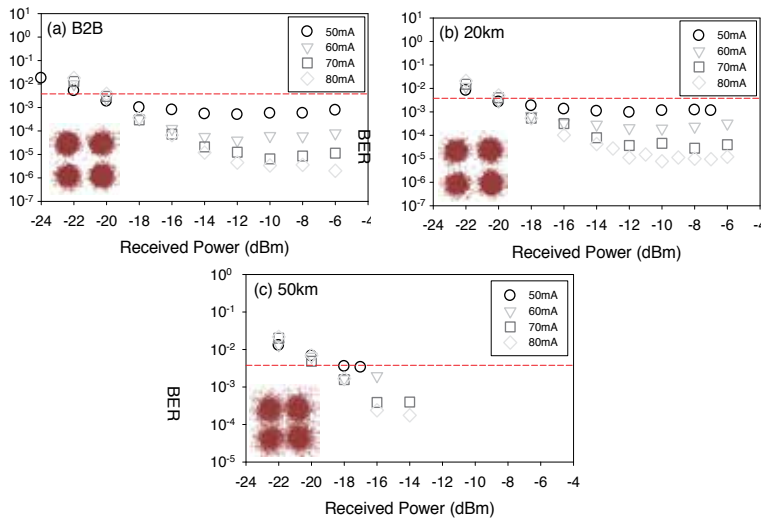 (a) B2B
50mA
60mA
70mA
80mA
10¹
10⁰
10⁻¹
10⁻²
10⁻³
10⁻⁴
10⁻⁵
10⁻⁶
10⁻⁷
-24 -22 -20 -18 -16 -14 -12 -10 -8 -6 -4
Received Power (dBm)
BER
(b) 20km
50mA
60mA
70mA
80mA
10¹
10⁰
10⁻¹
10⁻²
10⁻³
10⁻⁴
10⁻⁵
10⁻⁶
10⁻⁷
-24 -22 -20 -18 -16 -14 -12 -10 -8 -6 -4
Received Power (dBm)
(c) 50km
50mA
60mA
70mA
80mA
10⁰
10⁻¹
10⁻²
10⁻³
10⁻⁴
10⁻⁵
BER
-24 -22 -20 -18 -16 -14 -12 -10 -8 -6 -4
Received Power (dBm)